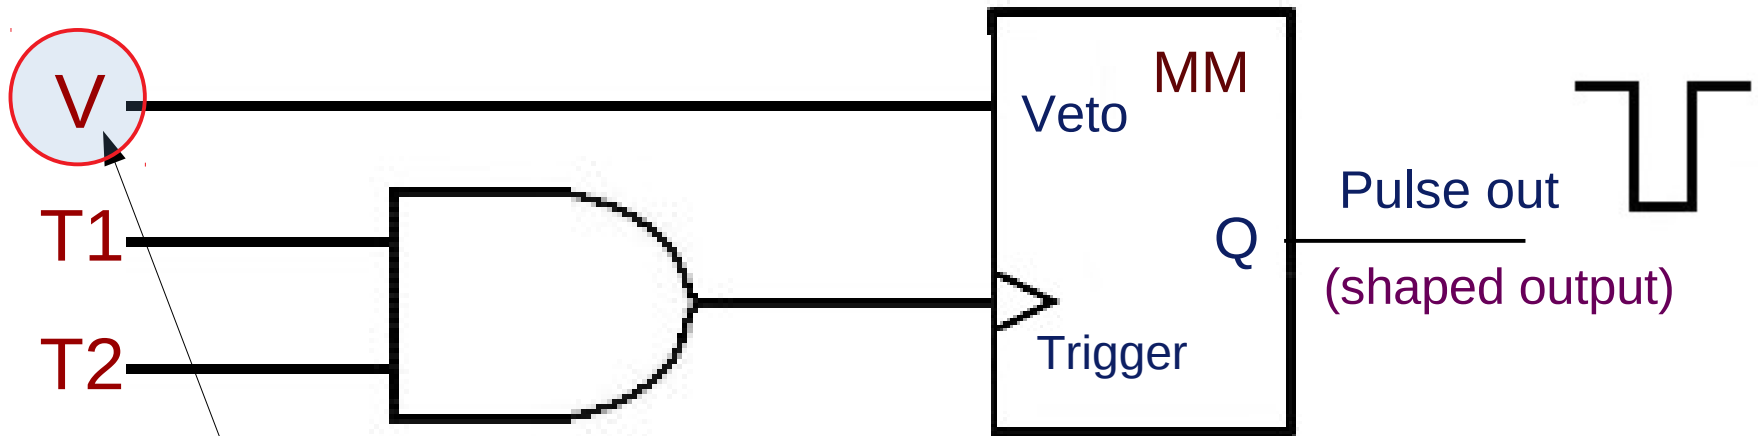 V
T1
T2
Veto
MM
Q
Trigger
Pulse out
(shaped output)